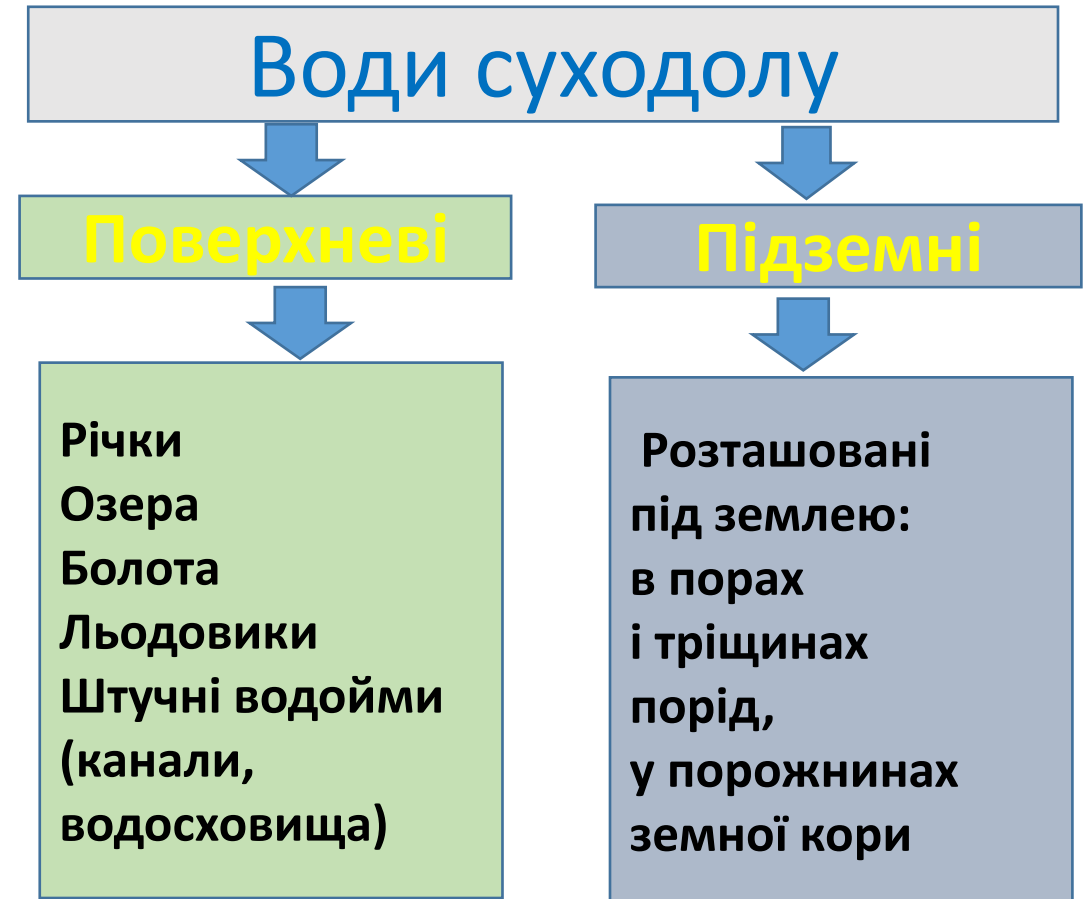 Води суходолу
Поверхневі
Підземні
Річки
Озера
Болота
Льодовики
Штучні водойми
(канали,
водосховища)
Розташовані
під землею:
в порах
і тріщинах
порід,
у порожнинах
земної кори